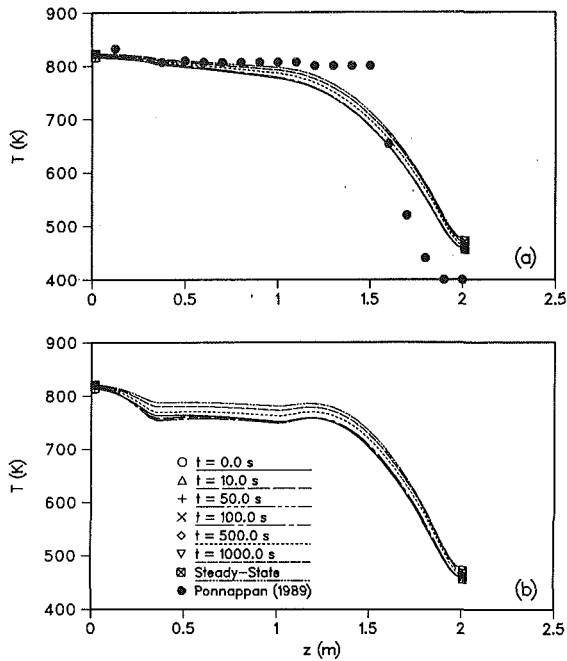 900
800
700
600
500
400
T (K)
0
0.5
1
1.5
2
2.5
(a)
900
800
700
600
500
400
T (K)
t = 0.0 s
t = 10.0 s
t = 50.0 s
t = 100.0 s
t = 500.0 s
t = 1000.0 s
Steady-State
Ponnappan (1989)
(b)
0
0.5
1
1.5
2
2.5
z (m)